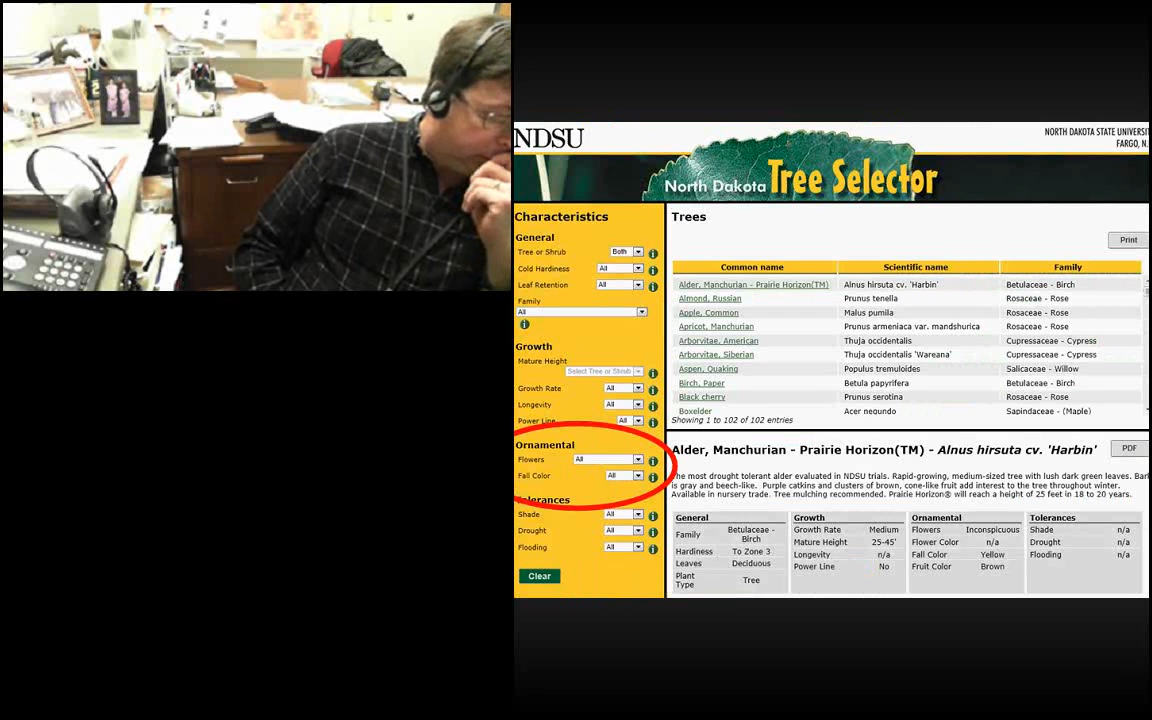 NDSU
NORTH DAKOTA STATE UNIVERSI
FARGO, N.
North Dakota Tree Selector
Characteristics
General
Tree or Shrub Both
Cold Hardiness All
Leaf Retention All
Family
All
Growth
Mature Height
Select Tree or Shrub
Growth Rate All
Longevity All
Power Line All
Ornamental
Flowers All
Fall Color All
Tolerances
Shade All
Drought All
Flooding All
Clear
Trees
Print
Common name Scientific name Family
Alder, Manchurian - Prairie Horizon(TM) Alnus hirsuta cv. 'Harbin' Betulaceae - Birch
Almond, Russian Prunus tenella Rosaceae - Rose
Apple, Common Malus pumila Rosaceae - Rose
Apricot, Manchurian Prunus armeniaca var. mandshurica Rosaceae - Rose
Arborvitae, American Thuja occidentalis Cupressaceae - Cypress
Arborvitae, Siberian Thuja occidentalis 'Wareana' Cupressaceae - Cypress
Aspen, Quaking Populus tremuloides Salicaceae - Willow
Birch, Paper Betula papyrifera Betulaceae - Birch
Black cherry Prunus serotina Rosaceae - Rose
Boxelder Acer negundo Sapindaceae - (Maple)
Showing 1 to 102 of 102 entries
Alder, Manchurian - Prairie Horizon(TM) - Alnus hirsuta cv. 'Harbin'
PDF
The most drought tolerant alder evaluated in NDSU trials. Rapid-growing, medium-sized tree with lush dark green leaves. Bark
is gray and beech-like. Purple catkins and clusters of brown, cone-like fruit add interest to the tree throughout winter.
Available in nursery trade. Tree mulching recommended. Prairie Horizon® will reach a height of 25 feet in 18 to 20 years.
General
Family Betulaceae -
Birch
Hardiness To Zone 3
Leaves Deciduous
Plant
Type Tree
Growth
Growth Rate Medium
Mature Height 25-45'
Longevity n/a
Power Line No
Ornamental
Flowers Inconspicuous
Flower Color n/a
Fall Color Yellow
Fruit Color Brown
Tolerances
Shade n/a
Drought n/a
Flooding n/a